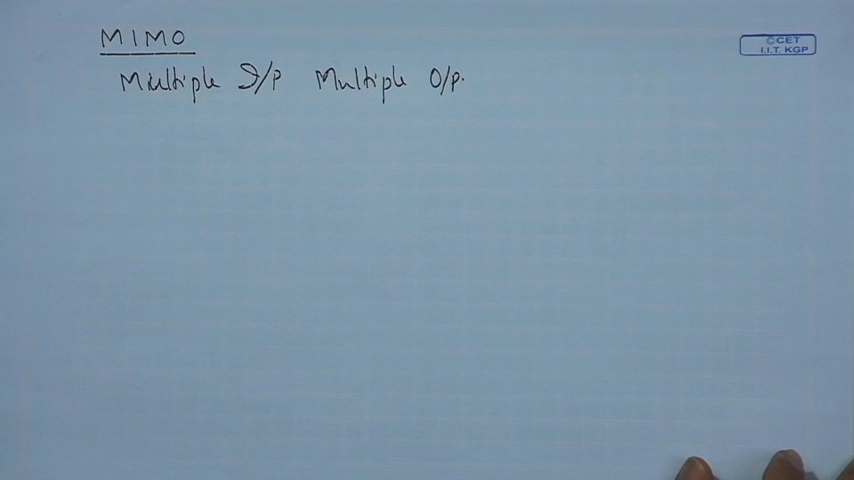 MIMO
©CET
I.I.T. KGP
Multiple I/P Multiple O/P.